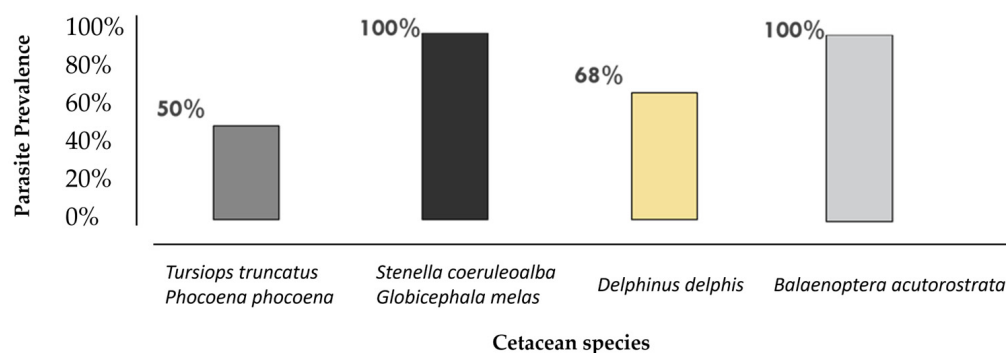 Parasite Prevalence
100%
80%
60%
40%
20%
0%
50%
100%
68%
100%
Tursiops truncatus
Phocoena phocoena
Stenella coeruleoalba
Globicephala melas
Delphinus delphis
Balaenoptera acutorostrata
Cetacean species